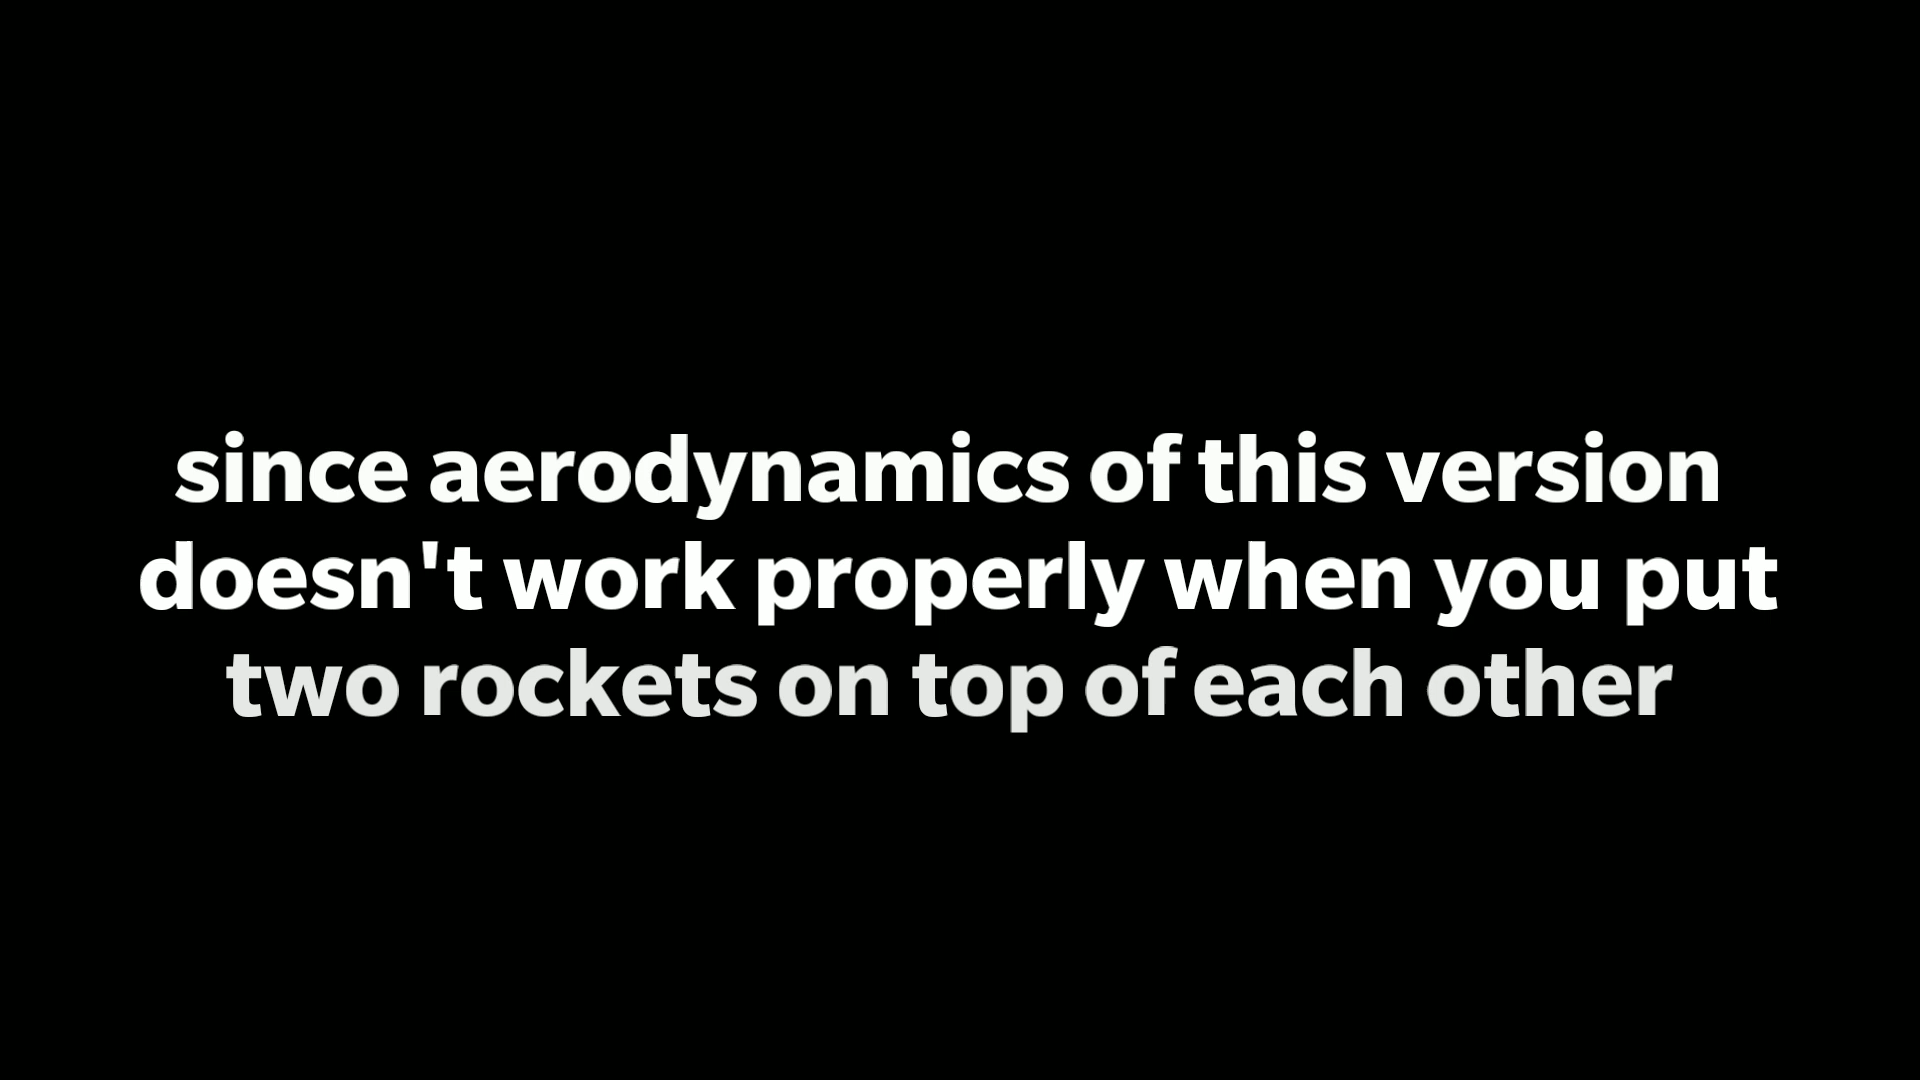 since aerodynamics of this version
doesn't work properly when you put
two rockets on top of each other